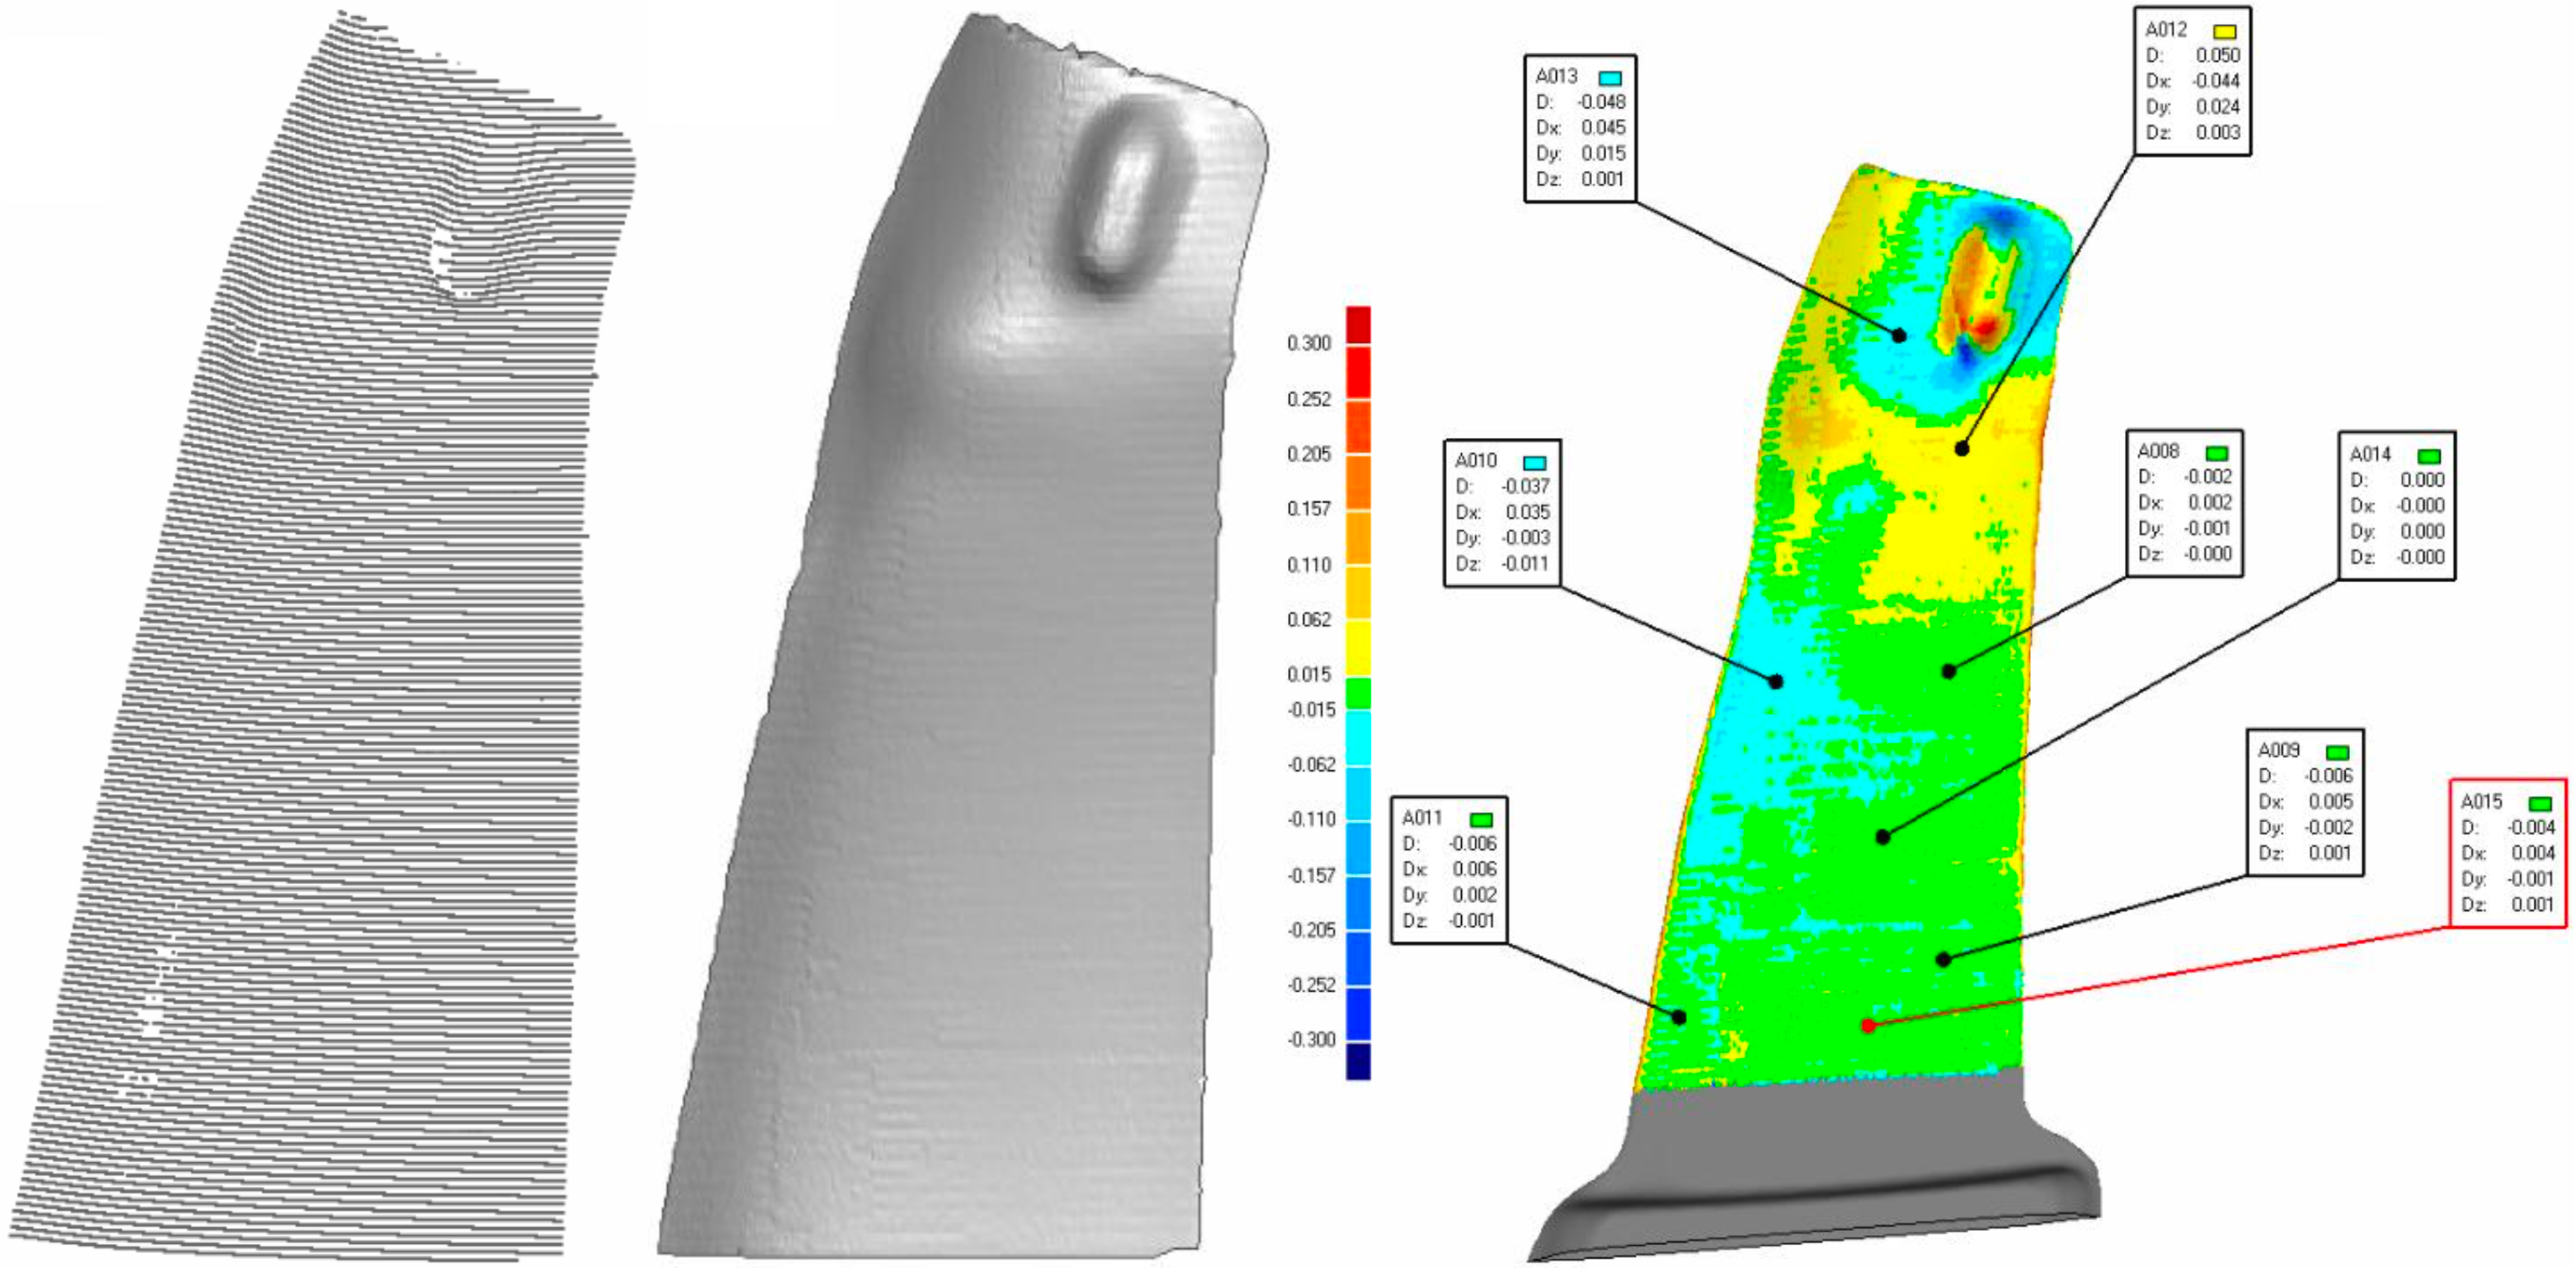 A013
D: -0.048
Dx: 0.045
Dy: 0.015
Dz: 0.001
A012
D: 0.050
Dx: -0.044
Dy: 0.024
Dz: 0.003
0.300
0.252
0.205
0.157
0.110
0.062
0.015
-0.015
-0.062
-0.110
-0.157
-0.205
-0.252
-0.300
A010
D: -0.037
Dx: 0.035
Dy: -0.003
Dz: -0.011
A008
D: -0.002
Dx: 0.002
Dy: -0.001
Dz: -0.000
A014
D: 0.000
Dx: -0.000
Dy: 0.000
Dz: -0.000
A011
D: -0.006
Dx: 0.006
Dy: 0.002
Dz: -0.001
A009
D: -0.006
Dx: 0.005
Dy: -0.002
Dz: 0.001
A015
D: -0.004
Dx: 0.004
Dy: -0.001
Dz: 0.001